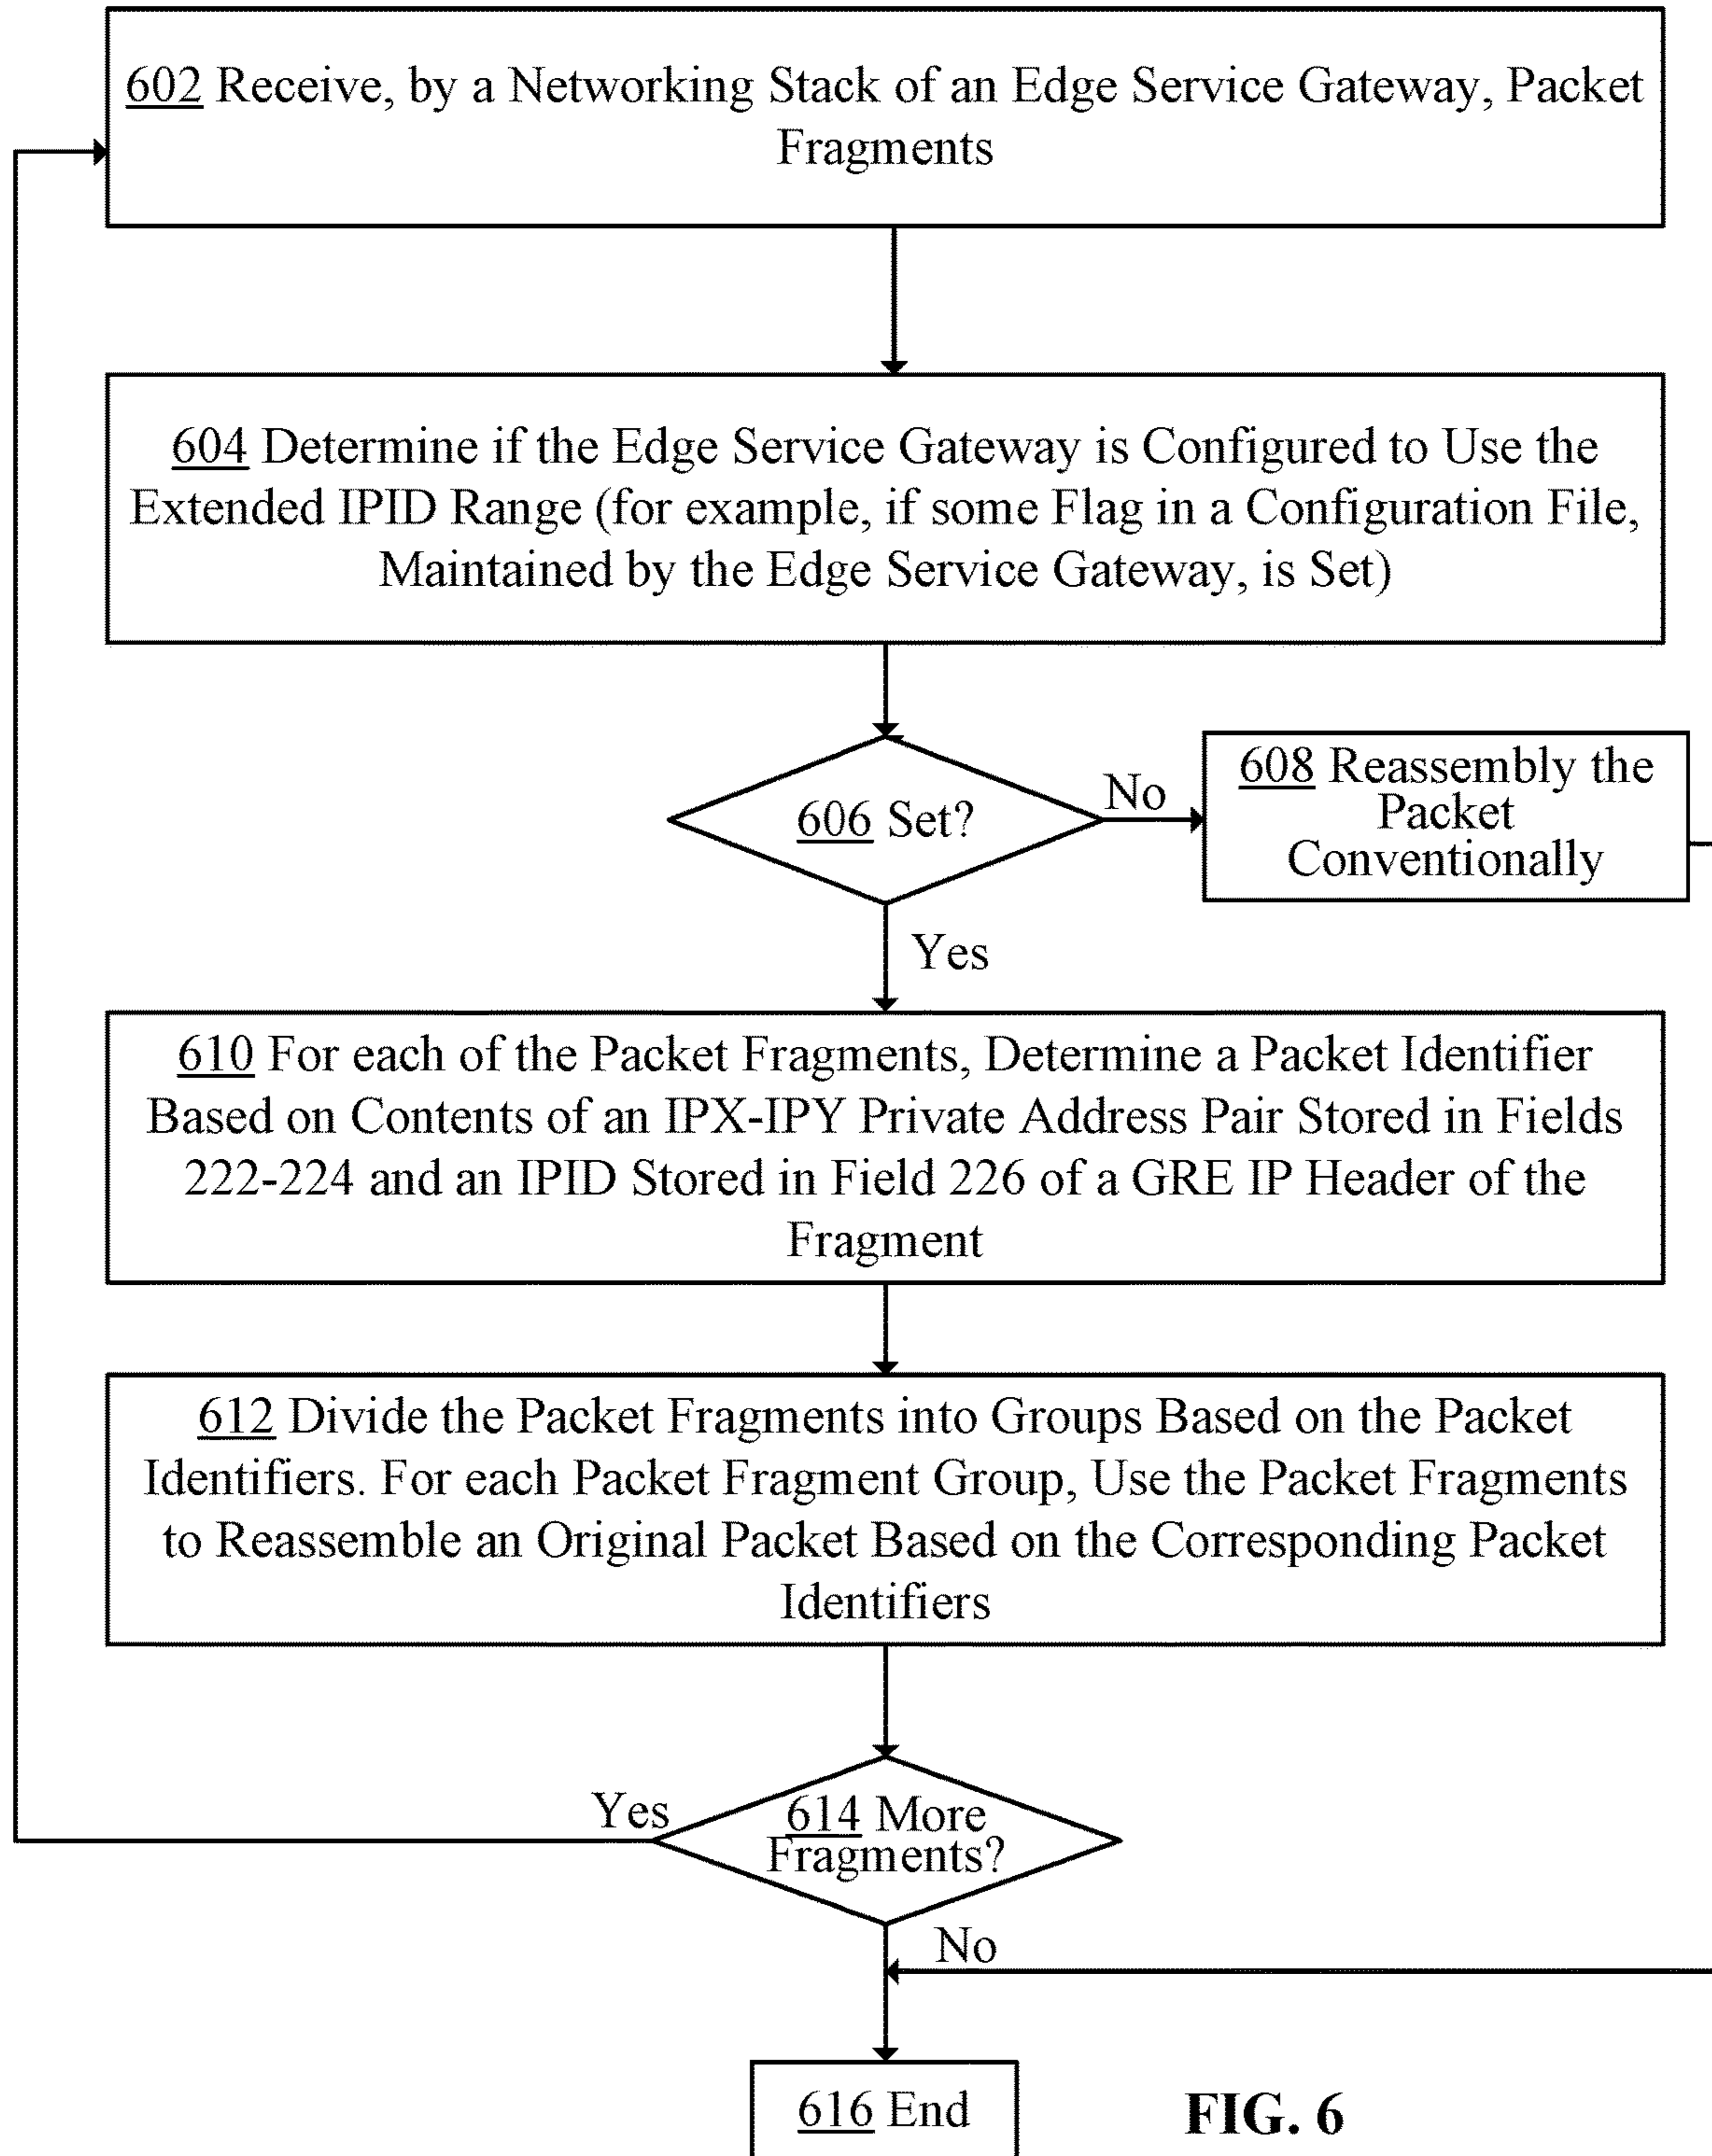 602 Receive, by a Networking Stack of an Edge Service Gateway, Packet
Fragments
604 Determine if the Edge Service Gateway is Configured to Use the
Extended IPID Range (for example, if some Flag in a Configuration File,
Maintained by the Edge Service Gateway, is Set)
606 Set?
No
608 Reassembly the
Packet
Conventionally
Yes
610 For each of the Packet Fragments, Determine a Packet Identifier
Based on Contents of an IPX-IPY Private Address Pair Stored in Fields
222-224 and an IPID Stored in Field 226 of a GRE IP Header of the
Fragment
612 Divide the Packet Fragments into Groups Based on the Packet
Identifiers. For each Packet Fragment Group, Use the Packet Fragments
to Reassemble an Original Packet Based on the Corresponding Packet
Identifiers
Yes
614 More
Fragments?
No
616 End
FIG. 6